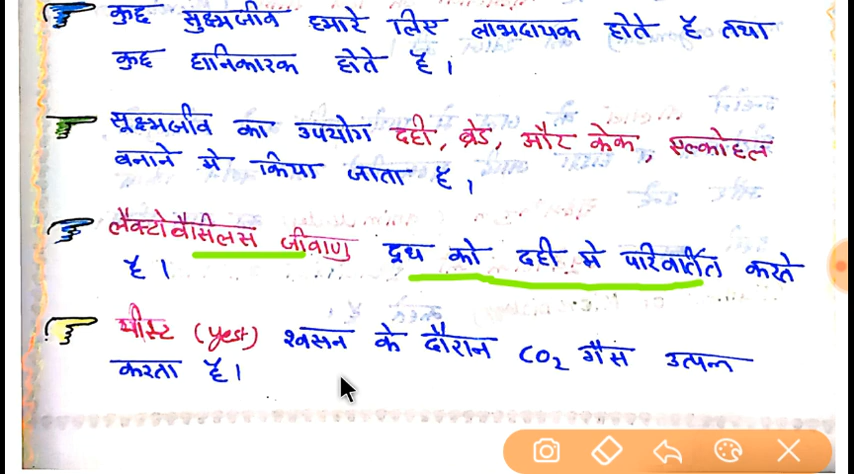 कुछ सुक्ष्मजीव हमारे लिए लाभदायक होते है तथा
कुछ हानिकारक होते है।
सूक्ष्मजीव का उपयोग दही, ब्रेड, और केक, एल्कोहल
बनाने मे किया जाता है,
लैक्टोबैसिलस जीवाणु दूध को दही मे परिवर्तित करते
है।
यीस्ट (yest) श्वसन के दौरान CO₂ गैस उत्पन्न
करता है।